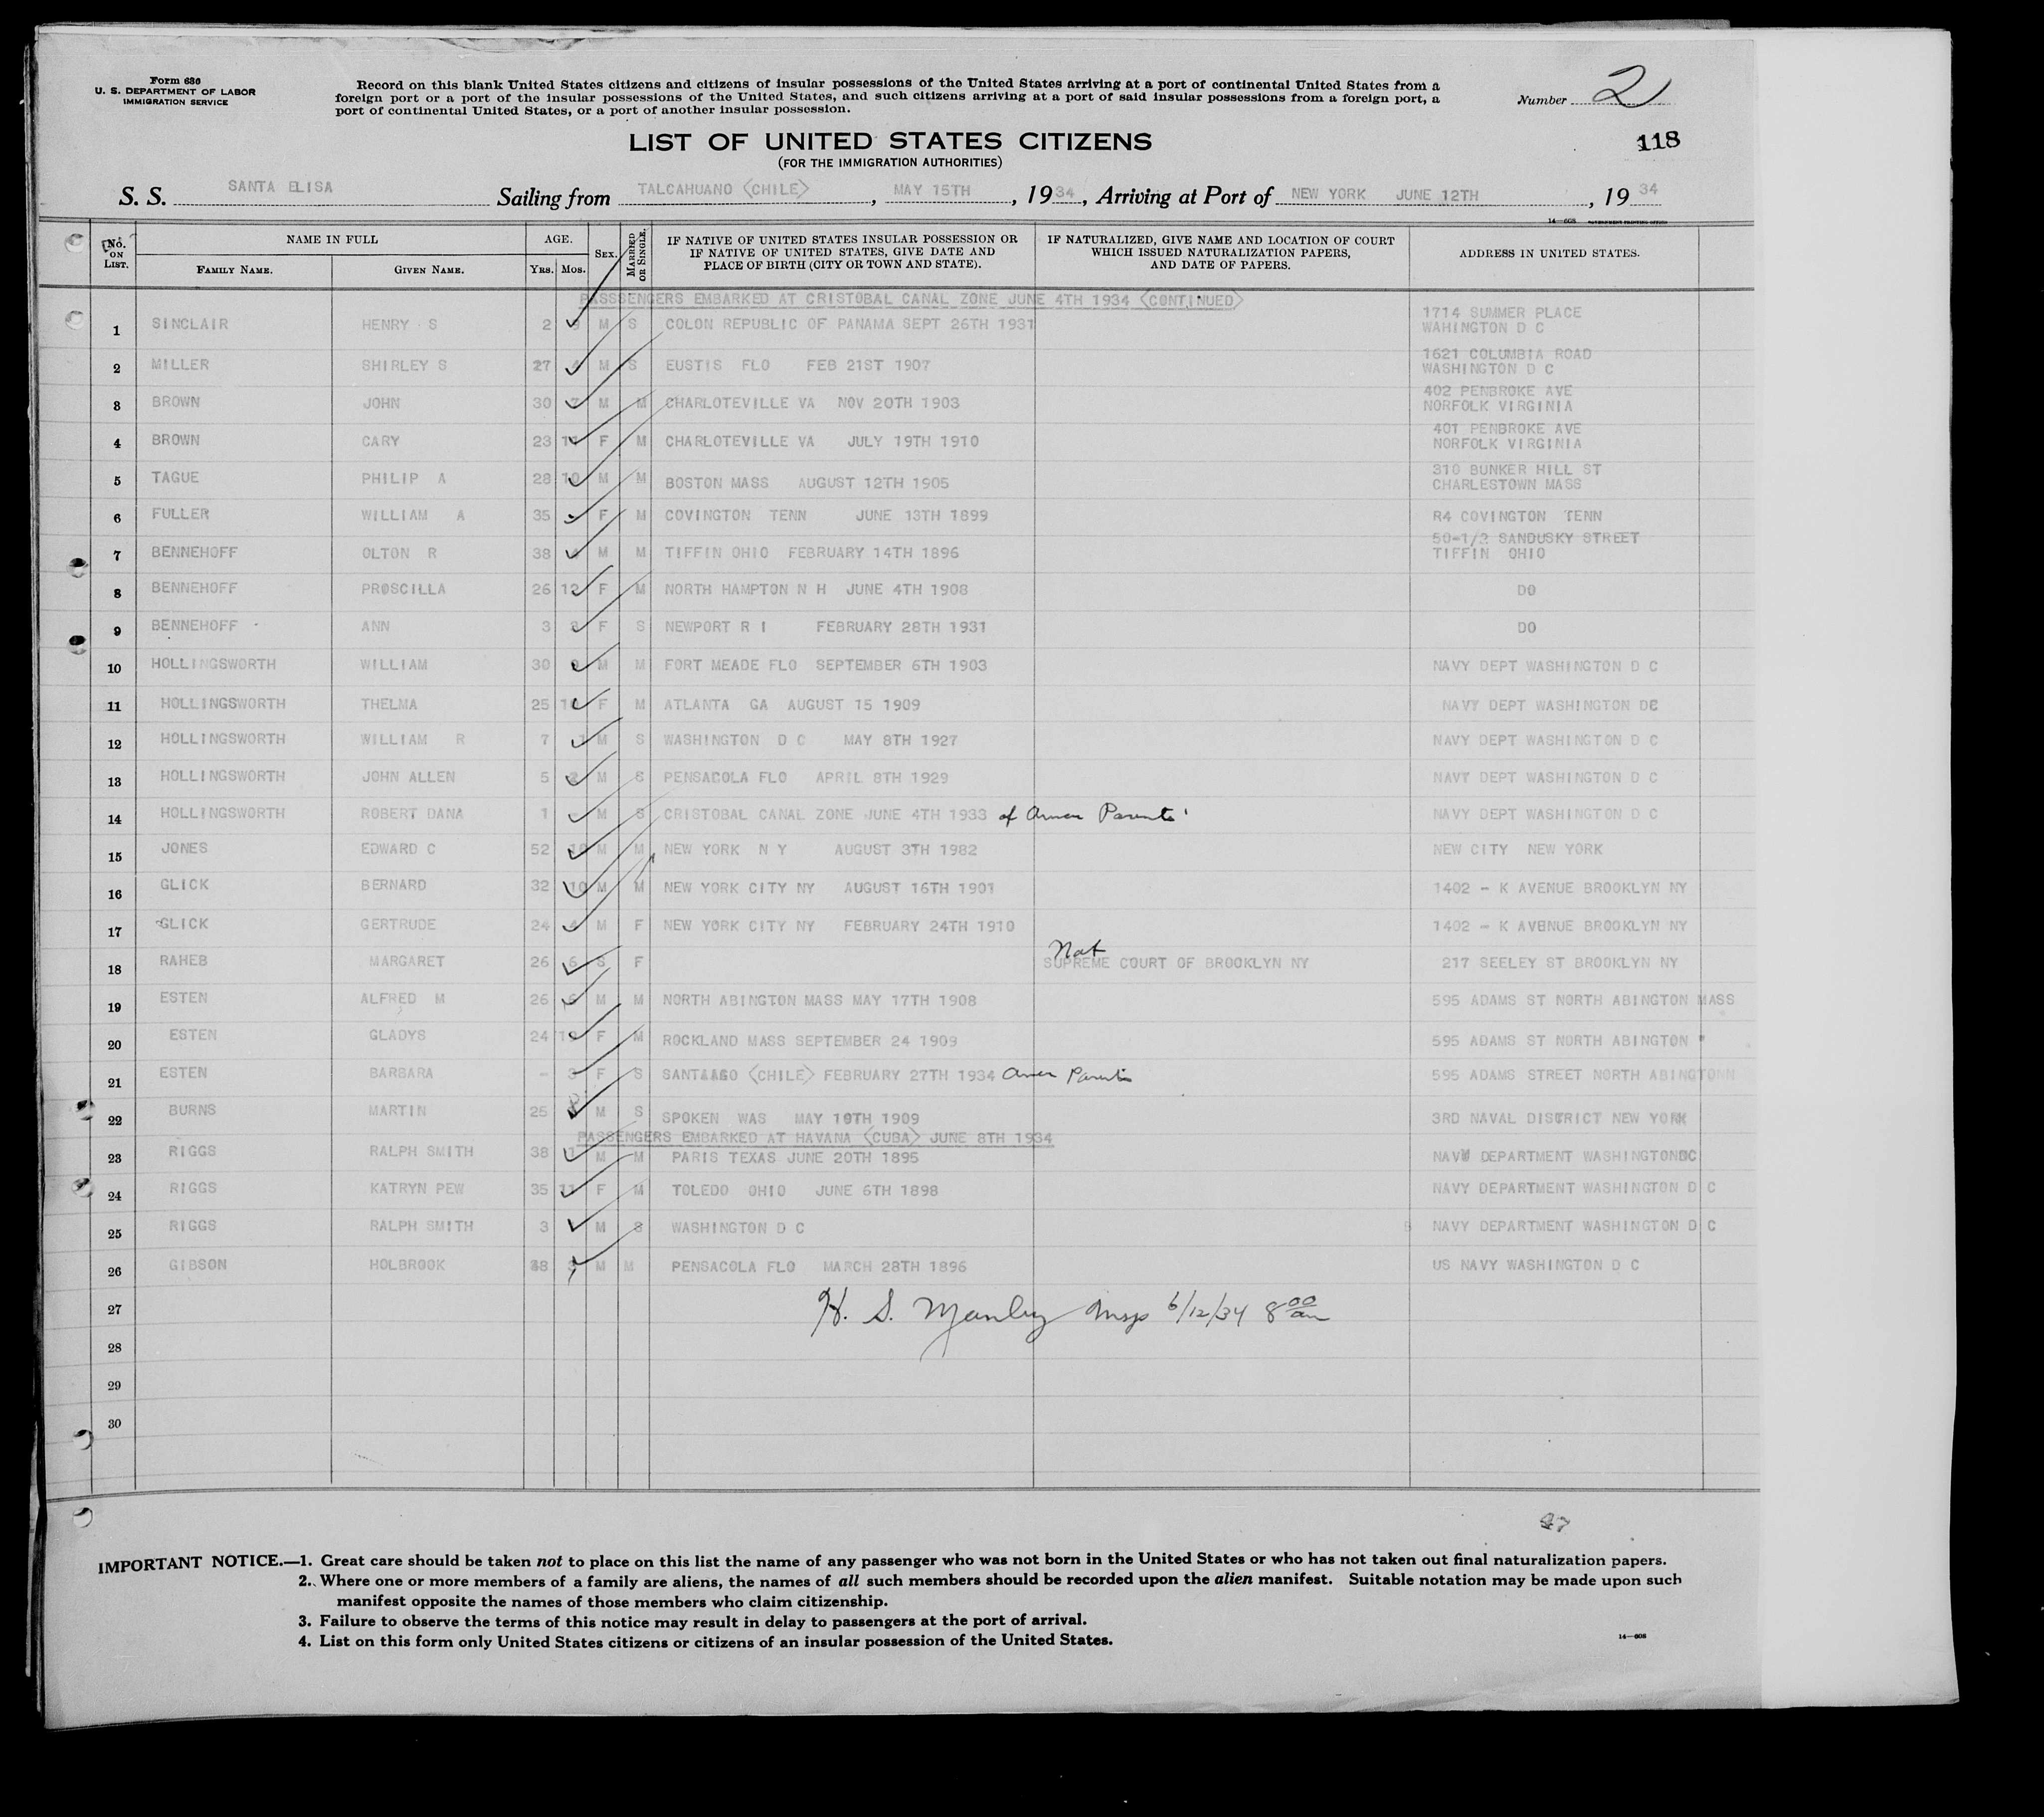 Form 686
U. S. DEPARTMENT OF LABOR
IMMIGRATION SERVICE
Record on this blank United States citizens and citizens of insular possessions of the United States arriving at a port of continental United States from a
foreign port or a port of the insular possessions of the United States, and such citizens arriving at a port of said insular possessions from a foreign port, a
port of continental United States, or a port of another insular possession.
Number 2
118
LIST OF UNITED STATES CITIZENS
(FOR THE IMMIGRATION AUTHORITIES)
S. S. SANTA ELISA Sailing from TALCAHUANO (CHILE), MAY 15TH, 1934, Arriving at Port of NEW YORK JUNE 12TH, 1934
No. ON LIST. NAME IN FULL AGE. SEX. MARRIED OR SINGLE. IF NATIVE OF UNITED STATES INSULAR POSSESSION OR IF NATIVE OF UNITED STATES, GIVE DATE AND PLACE OF BIRTH (CITY OR TOWN AND STATE). IF NATURALIZED, GIVE NAME AND LOCATION OF COURT WHICH ISSUED NATURALIZATION PAPERS, AND DATE OF PAPERS. ADDRESS IN UNITED STATES.
FAMILY NAME. GIVEN NAME. YRS. MOS.
PASSSENGERS EMBARKED AT CRISTOBAL CANAL ZONE JUNE 4TH 1934 (CONTINUED)
1 SINCLAIR HENRY S 2 M S COLON REPUBLIC OF PANAMA SEPT 26TH 1931 1714 SUMMER PLACE WAHINGTON D C
2 MILLER SHIRLEY S 27 M S EUSTIS FLO FEB 21ST 1907 1621 COLUMBIA ROAD WASHINGTON D C
3 BROWN JOHN 30 M M CHARLOTEVILLE VA NOV 20TH 1903 402 PENBROKE AVE NORFOLK VIRGINIA
4 BROWN CARY 23 F M CHARLOTEVILLE VA JULY 19TH 1910 401 PENBROKE AVE NORFOLK VIRGINIA
5 TAGUE PHILIP A 28 10 M M BOSTON MASS AUGUST 12TH 1905 310 BUNKER HILL ST CHARLESTOWN MASS
6 FULLER WILLIAM A 35 - F M COVINGTON TENN JUNE 13TH 1899 R4 COVINGTON TENN
7 BENNEHOFF OLTON R 38 M M TIFFIN OHIO FEBRUARY 14TH 1896 50-1/2 SANDUSKY STREET TIFFIN OHIO
8 BENNEHOFF PROSCILLA 26 12 F M NORTH HAMPTON N H JUNE 4TH 1908 DO
9 BENNEHOFF ANN 3 F S NEWPORT R I FEBRUARY 28TH 1931 DO
10 HOLLINGSWORTH WILLIAM 30 M M FORT MEADE FLO SEPTEMBER 6TH 1903 NAVY DEPT WASHINGTON D C
11 HOLLINGSWORTH THELMA 25 F M ATLANTA GA AUGUST 15 1909 NAVY DEPT WASHINGTON DC
12 HOLLINGSWORTH WILLIAM R 7 M S WASHINGTON D C MAY 8TH 1927 NAVY DEPT WASHINGTON D C
13 HOLLINGSWORTH JOHN ALLEN 5 M S PENSACOLA FLO APRIL 8TH 1929 NAVY DEPT WASHINGTON D C
14 HOLLINGSWORTH ROBERT DANA 1 M S CRISTOBAL CANAL ZONE JUNE 4TH 1933 of Amer Parents NAVY DEPT WASHINGTON D C
15 JONES EDWARD C 52 10 M M NEW YORK N Y AUGUST 3TH 1982 NEW CITY NEW YORK
16 GLICK BERNARD 32 10 M M NEW YORK CITY NY AUGUST 16TH 1901 1402 - K AVENUE BROOKLYN NY
17 GLICK GERTRUDE 24 M F NEW YORK CITY NY FEBRUARY 24TH 1910 1402 - K AVENUE BROOKLYN NY
18 RAHEB MARGARET 26 6 S F Nat SUPREME COURT OF BROOKLYN NY 217 SEELEY ST BROOKLYN NY
19 ESTEN ALFRED M 26 M M NORTH ABINGTON MASS MAY 17TH 1908 595 ADAMS ST NORTH ABINGTON MASS
20 ESTEN GLADYS 24 F M ROCKLAND MASS SEPTEMBER 24 1909 595 ADAMS ST NORTH ABINGTON "
21 ESTEN BARBARA - 3 F S SANTAAGO (CHILE) FEBRUARY 27TH 1934 Amer Parents 595 ADAMS STREET NORTH ABINGTONN
22 BURNS MARTIN 25 M S SPOKEN WAS MAY 10TH 1909 3RD NAVAL DISTRICT NEW YORK
PASSENGERS EMBARKED AT HAVANA (CUBA) JUNE 8TH 1934
23 RIGGS RALPH SMITH 38 M M PARIS TEXAS JUNE 20TH 1895 NAVY DEPARTMENT WASHINGTONDC
24 RIGGS KATRYN PEW 35 11 F M TOLEDO OHIO JUNE 6TH 1898 NAVY DEPARTMENT WASHINGTON D C
25 RIGGS RALPH SMITH 3 M S WASHINGTON D C NAVY DEPARTMENT WASHINGTON D C
26 GIBSON HOLBROOK 38 M M PENSACOLA FLO MARCH 28TH 1896 US NAVY WASHINGTON D C
27 H. S. Manley Insp 6/12/34 8 00 am
28
29
30
47
IMPORTANT NOTICE.—1. Great care should be taken not to place on this list the name of any passenger who was not born in the United States or who has not taken out final naturalization papers.
2. Where one or more members of a family are aliens, the names of all such members should be recorded upon the alien manifest. Suitable notation may be made upon such
manifest opposite the names of those members who claim citizenship.
3. Failure to observe the terms of this notice may result in delay to passengers at the port of arrival.
4. List on this form only United States citizens or citizens of an insular possession of the United States.
14—608